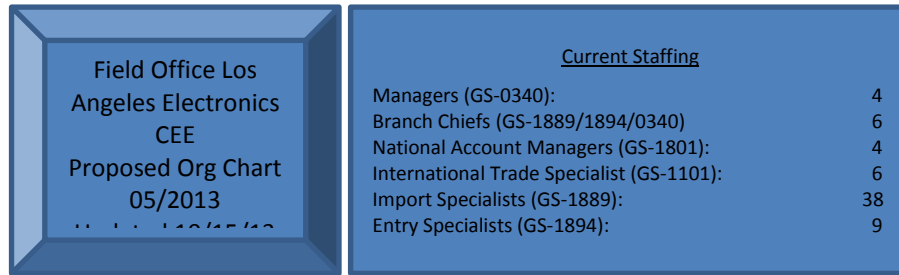 Field Office Los
Angeles Electronics
CEE
Proposed Org Chart
05/2013
Current Staffing
Managers (GS-0340): 4
Branch Chiefs (GS-1889/1894/0340) 6
National Account Managers (GS-1801): 4
International Trade Specialist (GS-1101): 6
Import Specialists (GS-1889): 38
Entry Specialists (GS-1894): 9